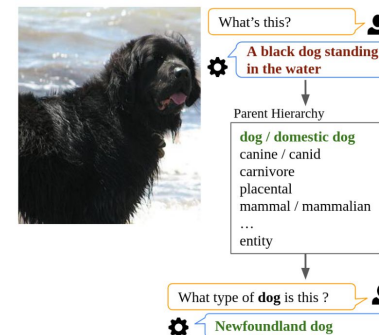 What's this?
A black dog standing
in the water
Parent Hierarchy
dog / domestic dog
canine / canid
carnivore
placental
mammal / mammalian
…
entity
What type of dog is this ?
Newfoundland dog